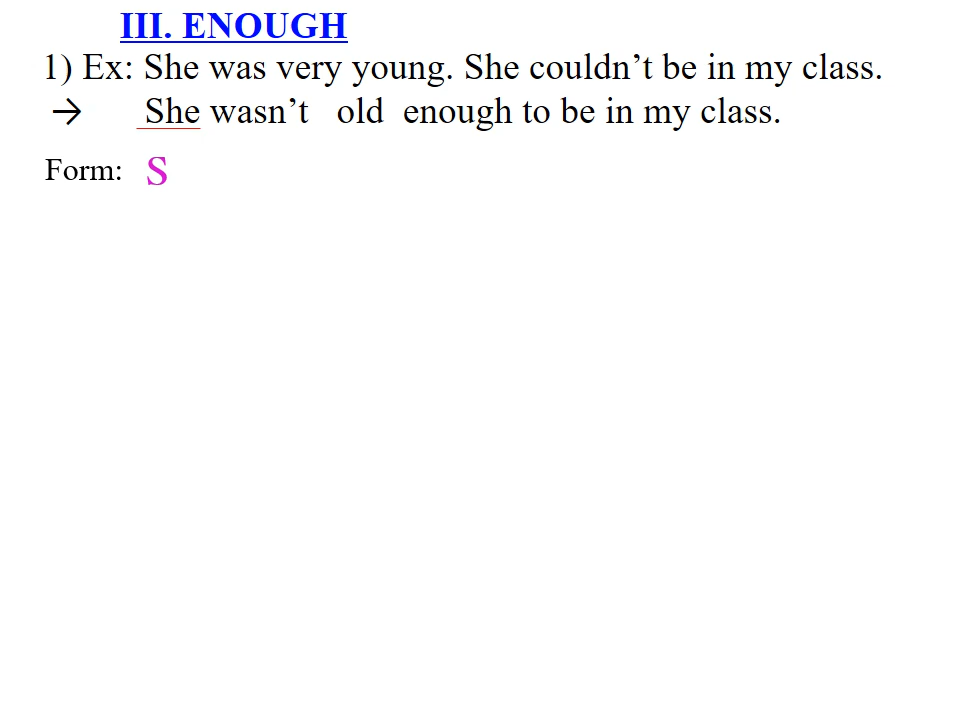 III. ENOUGH
1) Ex: She was very young. She couldn’t be in my class.
→ She wasn’t old enough to be in my class.
Form: S